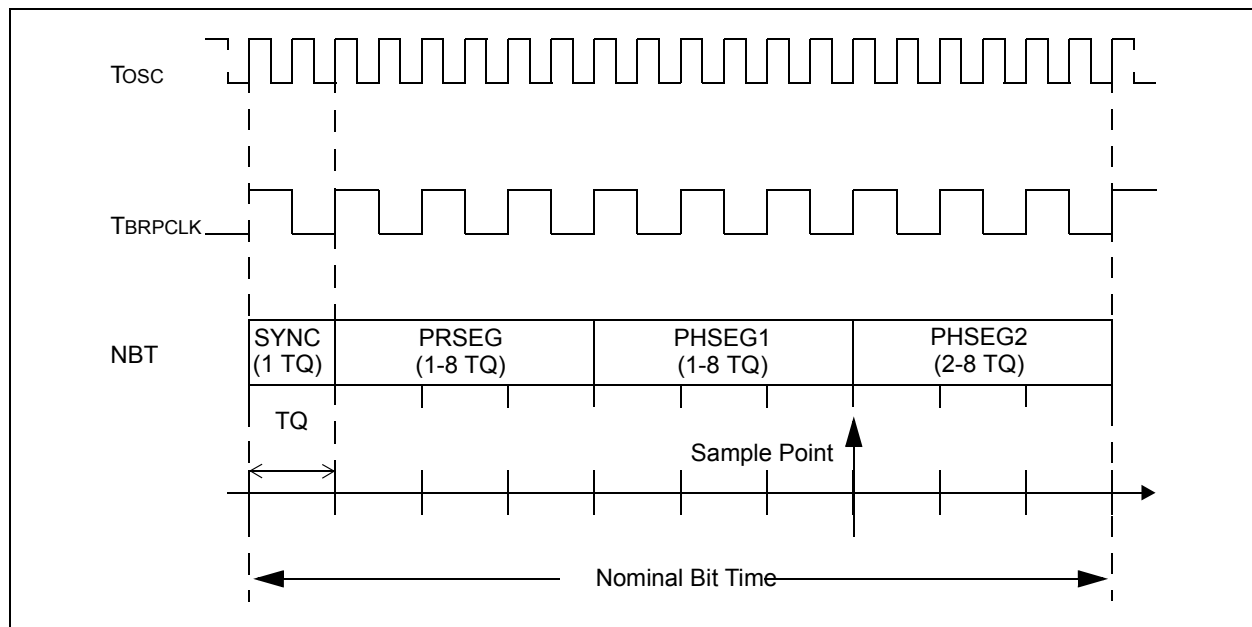 TOSC
TBRPCLK
NBT
SYNC
(1 TQ)
PRSEG
(1-8 TQ)
PHSEG1
(1-8 TQ)
PHSEG2
(2-8 TQ)
TQ
Sample Point
Nominal Bit Time